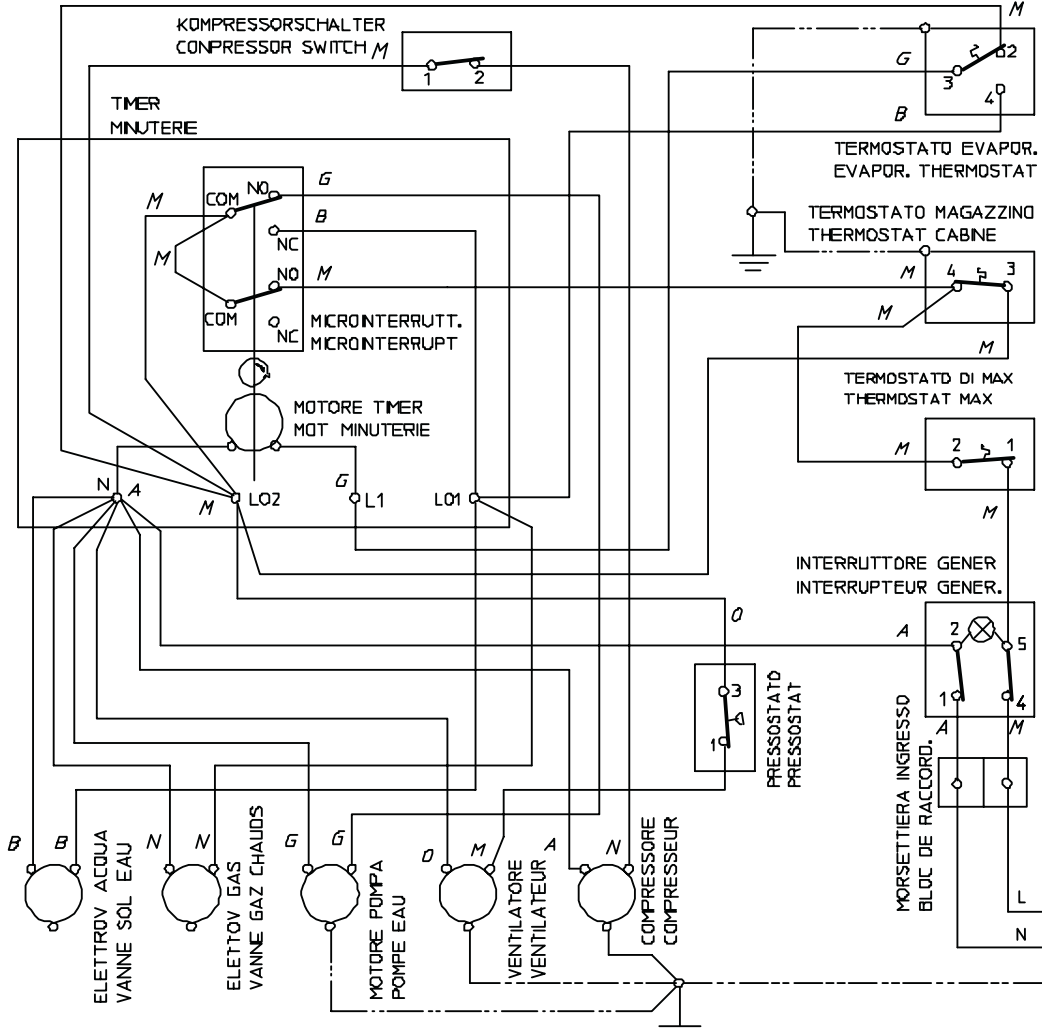 KOMPRESSORSCHALTER
CONPRESSOR SWITCH
M
1
2
M
2
G
3
4
B
TERMOSTATO EVAPOR.
EVAPOR. THERMOSTAT
TIMER
MINUTERIE
COM
NO
G
M
B
NC
M
NO
M
COM
NC
MICROINTERRUTT.
MICROINTERRUPT
TERMOSTATO MAGAZZINO
THERMOSTAT CABINE
M
4
3
M
M
MOTORE TIMER
MOT MINUTERIE
TERMOSTATO DI MAX
THERMOSTAT MAX
M
2
1
M
N
A
M
LO2
G
L1
LO1
INTERRUTTORE GENER
INTERRUPTEUR GENER.
A
2
5
1
4
A
M
O
3
1
PRESSOSTATO
PRESSOSTAT
MORSETTIERA INGRESSO
BLOC DE RACCORD.
L
N
B
B
ELETTROV ACQUA
VANNE SOL EAU
N
N
ELETTOV GAS
VANNE GAZ CHAUDS
G
G
MOTORE POMPA
POMPE EAU
O
M
VENTILATORE
VENTILATEUR
A
N
COMPRESSORE
COMPRESSEUR